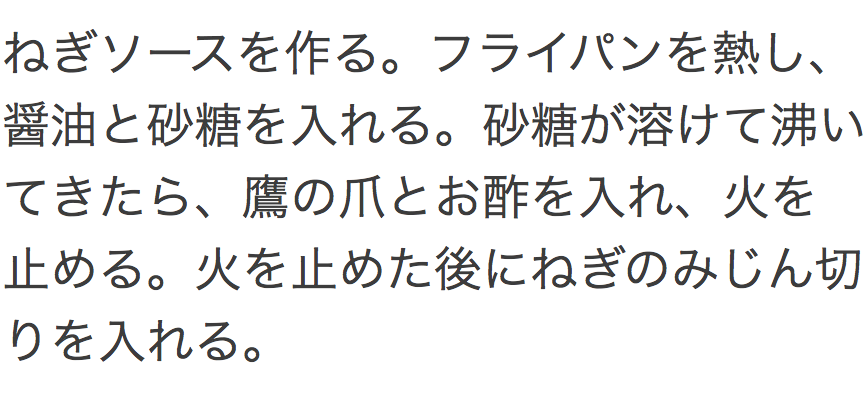 ねぎソースを作る。フライパンを熱し、
醤油と砂糖を入れる。砂糖が溶けて沸い
てきたら、鷹の爪とお酢を入れ、火を
止める。火を止めた後にねぎのみじん切
りを入れる。